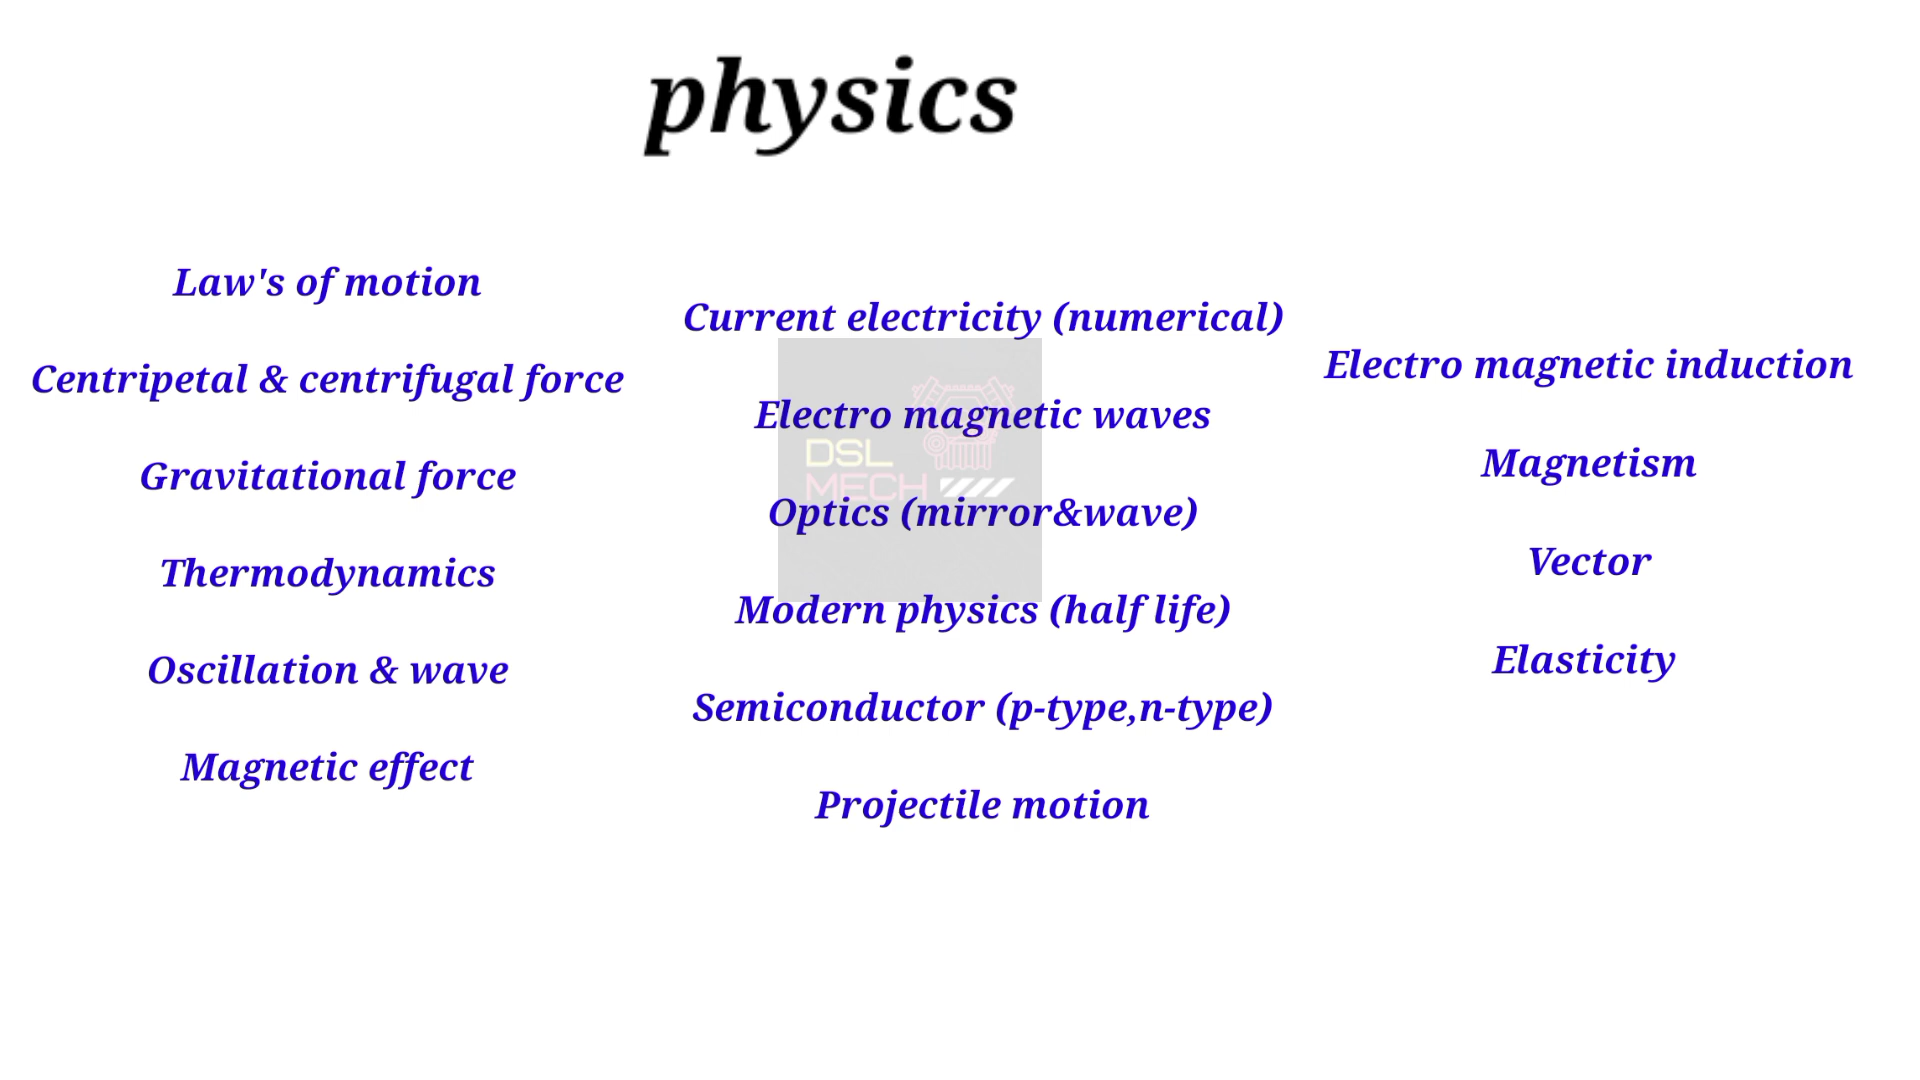 physics
Law's of motion
Centripetal & centrifugal force
Gravitational force
Thermodynamics
Oscillation & wave
Magnetic effect
Current electricity (numerical)
Electro magnetic waves
DSL
MECH
Optics (mirror&wave)
Modern physics (half life)
Semiconductor (p-type,n-type)
Projectile motion
Electro magnetic induction
Magnetism
Vector
Elasticity